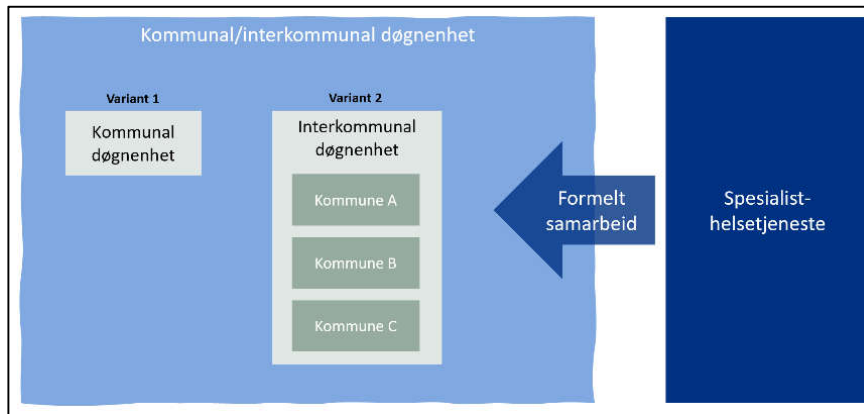 Kommunal/interkommunal døgnenhet
Variant 1
Kommunal
døgnenhet
Variant 2
Interkommunal
døgnenhet
Kommune A
Kommune B
Kommune C
Formelt
samarbeid
Spesialist-
helsetjeneste